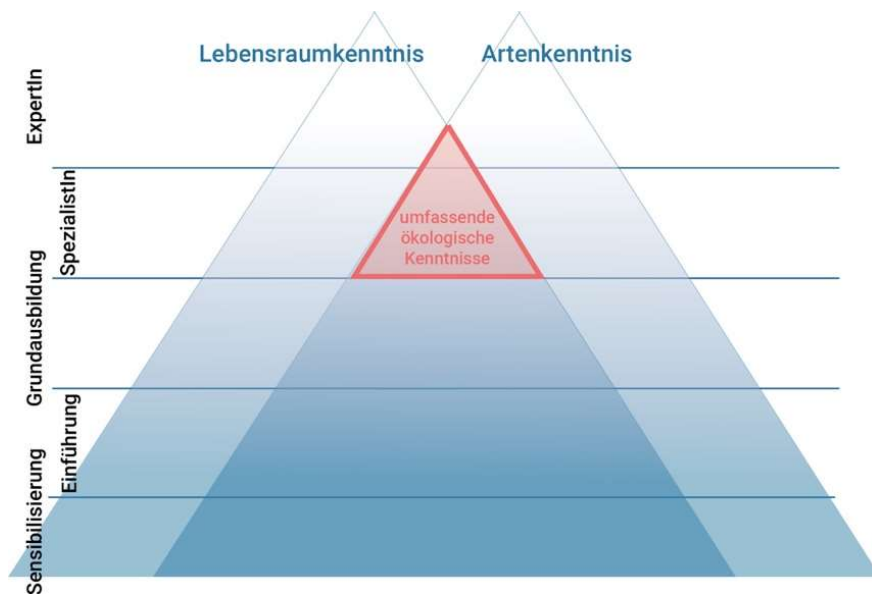 Lebensraumkenntnis
Artenkenntnis
ExpertIn
SpezialistIn
umfassende
ökologische
Kenntnisse
Grundausbildung
Einführung
Sensibilisierung